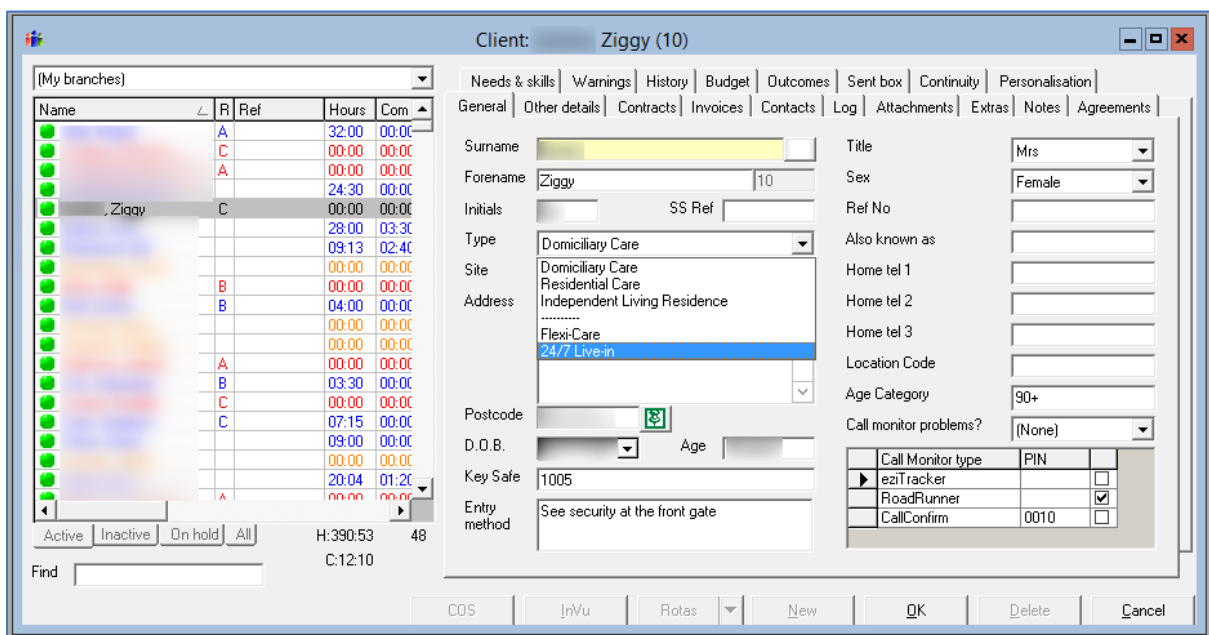 Client: Ziggy (10)
(My branches)
Name R Ref Hours Com
A 32:00 00:00
C 00:00 00:00
A 00:00 00:00
24:30 00:00
, Ziggy C 00:00 00:00
28:00 03:30
09:13 02:40
00:00 00:00
B 00:00 00:00
B 04:00 00:00
00:00 00:00
00:00 00:00
A 00:00 00:00
B 03:30 00:00
C 00:00 00:00
C 07:15 00:00
09:00 00:00
00:00 00:00
20:04 01:20
A 00:00 00:00
Active Inactive On hold All H:390:53 48
C:12:10
Find
Needs & skills Warnings History Budget Outcomes Sent box Continuity Personalisation
General Other details Contracts Invoices Contacts Log Attachments Extras Notes Agreements
Surname
Forename Ziggy 10
Initials SS Ref
Type Domiciliary Care
Site Domiciliary Care
Residential Care
Address Independent Living Residence
----------
Flexi-Care
24/7 Live-in
Postcode
D.O.B. Age
Key Safe 1005
Entry method See security at the front gate
Title Mrs
Sex Female
Ref No
Also known as
Home tel 1
Home tel 2
Home tel 3
Location Code
Age Category 90+
Call monitor problems? (None)
Call Monitor type PIN
eziTracker
RoadRunner
CallConfirm 0010
COS InVu Rotas New OK Delete Cancel